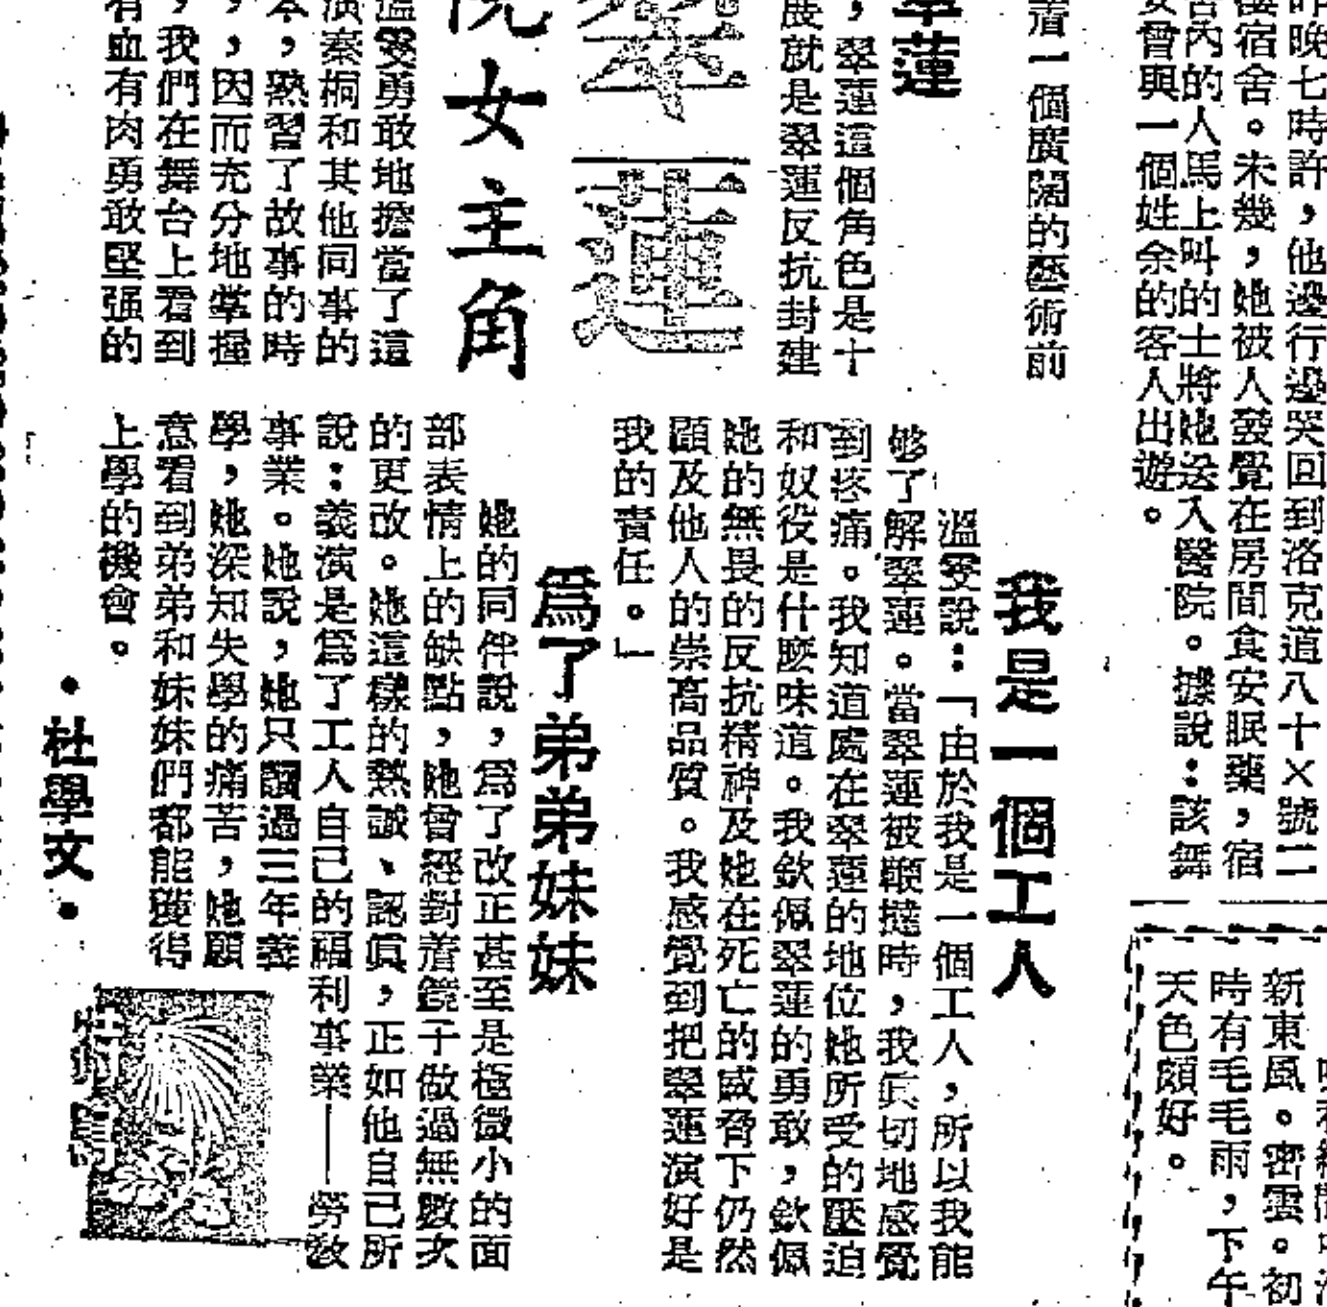 昨晚七時許，他邊行邊哭回到洛克道八十×號二
樓宿舍。未幾，她被人發覺在房間食安眠藥，宿
舍內的人馬上叫的士將她送入醫院。據說：該舞
女曾與一個姓余的客人出遊。
新東風。密雲。初
時有毛毛雨，下午
天色頗好。
着一個廣闊的藝術前
翠蓮
，翠蓮這個角色是十
展就是翠蓮反抗封建
翠蓮
院女主角
溫雯勇敢地擔當了這
演秦桐和其他同事的
本，熟習了故事的時
，，因而充分地掌握
，我們在舞台上看到
有血有肉勇敢堅强的
我是一個工人
溫雯說：「由於我是一個工人，所以我能
够了解翠蓮。當翠蓮被鞭撻時，我眞切地感覺
到疼痛。我知道處在翠蓮的地位她所受的壓迫
和奴役是什麼味道。我欽佩翠蓮的勇敢，欽佩
她的無畏的反抗精神及她在死亡的威脅下仍然
顧及他人的崇高品質。我感覺到把翠蓮演好是
我的責任。」
爲了弟弟妹妹
她的同伴說，爲了改正甚至是極微小的面
部表情上的缺點，她曾經對着鏡子做過無數次
的更改。她這樣的熱誠、認眞，正如他自己所
說：義演是爲了工人自己的福利事業——勞敎
事業。她說，她只讀過三年義
學，她深知失學的痛苦，她願
意看到弟弟和妹妹們都能獲得
上學的機會。
·杜學文·